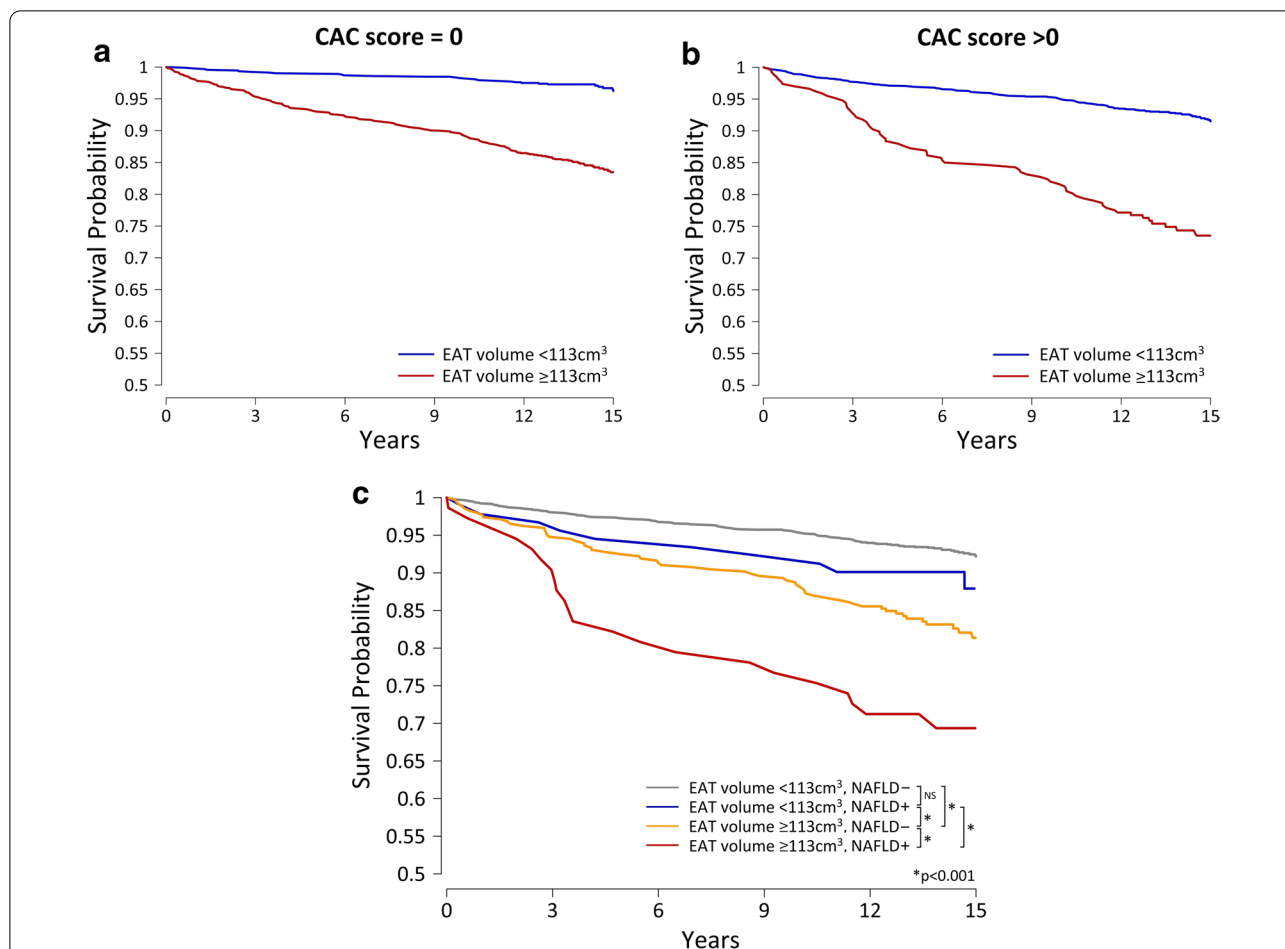 a
CAC score = 0
Survival Probability
1
0.95
0.9
0.85
0.8
0.75
0.7
0.65
0.6
0.55
0.5
EAT volume <113cm³
EAT volume ≥113cm³
0 3 6 9 12 15
Years
b
CAC score >0
Survival Probability
1
0.95
0.9
0.85
0.8
0.75
0.7
0.65
0.6
0.55
0.5
EAT volume <113cm³
EAT volume ≥113cm³
0 3 6 9 12 15
Years
c
Survival Probability
1
0.95
0.9
0.85
0.8
0.75
0.7
0.65
0.6
0.55
0.5
EAT volume <113cm³, NAFLD−
EAT volume <113cm³, NAFLD+
EAT volume ≥113cm³, NAFLD−
EAT volume ≥113cm³, NAFLD+
NS
*
*
*
*
*p<0.001
0 3 6 9 12 15
Years